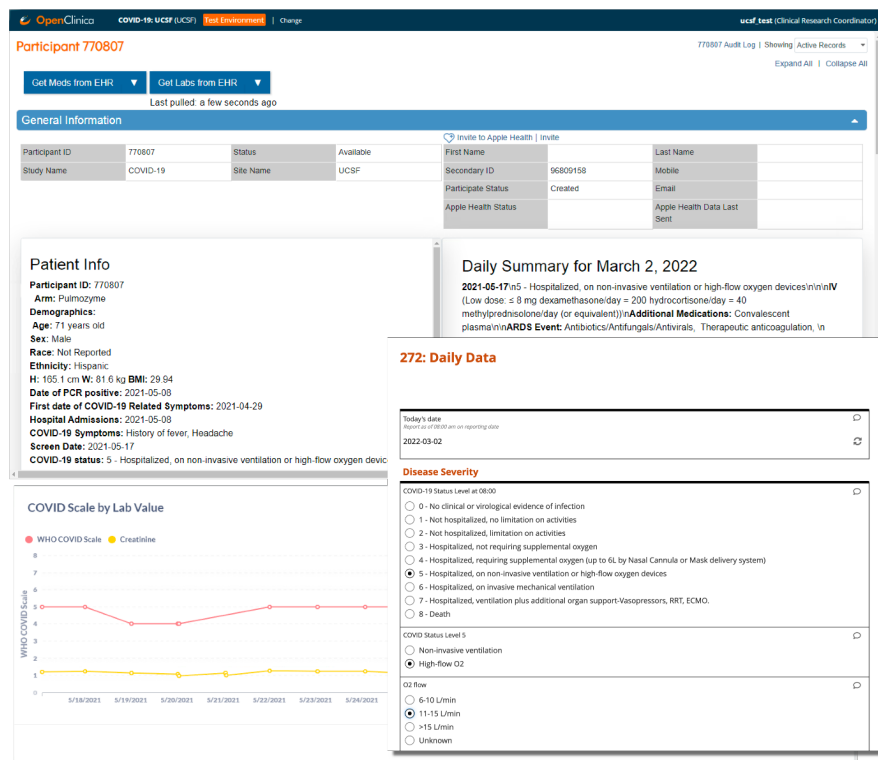 OpenClinica COVID-19: UCSF (UCSF) Test Environment | Change ucsf_test (Clinical Research Coordinator)
Participant 770807
770807 Audit Log | Showing Active Records
Expand All | Collapse All
Get Meds from EHR ▼ Get Labs from EHR ▼
Last pulled: a few seconds ago
General Information
Invite to Apple Health | Invite
Participant ID 770807 Status Available First Name Last Name
Study Name COVID-19 Site Name UCSF Secondary ID 96809158 Mobile
Participate Status Created Email
Apple Health Status Apple Health Data Last
Sent
Patient Info
Participant ID: 770807
Arm: Pulmozyme
Demographics:
Age: 71 years old
Sex: Male
Race: Not Reported
Ethnicity: Hispanic
H: 165.1 cm W: 81.6 kg BMI: 29.94
Date of PCR positive: 2021-05-08
First date of COVID-19 Related Symptoms: 2021-04-29
Hospital Admissions: 2021-05-08
COVID-19 Symptoms: History of fever, Headache
Screen Date: 2021-05-17
COVID-19 status: 5 - Hospitalized, on non-invasive ventilation or high-flow oxygen devic
Daily Summary for March 2, 2022
2021-05-17\n5 - Hospitalized, on non-invasive ventilation or high-flow oxygen devices\n\n\nIV
(Low dose: ≤ 8 mg dexamethasone/day = 200 hydrocortisone/day = 40
methylprednisolone/day (or equivalent))\nAdditional Medications: Convalescent
plasma\n\nARDS Event: Antibiotics/Antifungals/Antivirals, Therapeutic anticoagulation, \n
272: Daily Data
Today's date
Report as of 08:00 am on reporting date
2022-03-02
Disease Severity
COVID-19 Status Level at 08:00
0 - No clinical or virological evidence of infection
1 - Not hospitalized, no limitation on activities
2 - Not hospitalized, limitation on activities
3 - Hospitalized, not requiring supplemental oxygen
4 - Hospitalized, requiring supplemental oxygen (up to 6L by Nasal Cannula or Mask delivery system)
5 - Hospitalized, on non-invasive ventilation or high-flow oxygen devices
6 - Hospitalized, on invasive mechanical ventilation
7 - Hospitalized, ventilation plus additional organ support-Vasopressors, RRT, ECMO.
8 - Death
COVID Status Level 5
Non-invasive ventilation
High-flow O2
O2 flow
6-10 L/min
11-15 L/min
>15 L/min
Unknown
COVID Scale by Lab Value
WHO COVID Scale Creatinine
WHO COVID Scale
8
7
6
5
4
3
2
1
0
5/18/2021 5/19/2021 5/20/2021 5/21/2021 5/22/2021 5/23/2021 5/24/2021